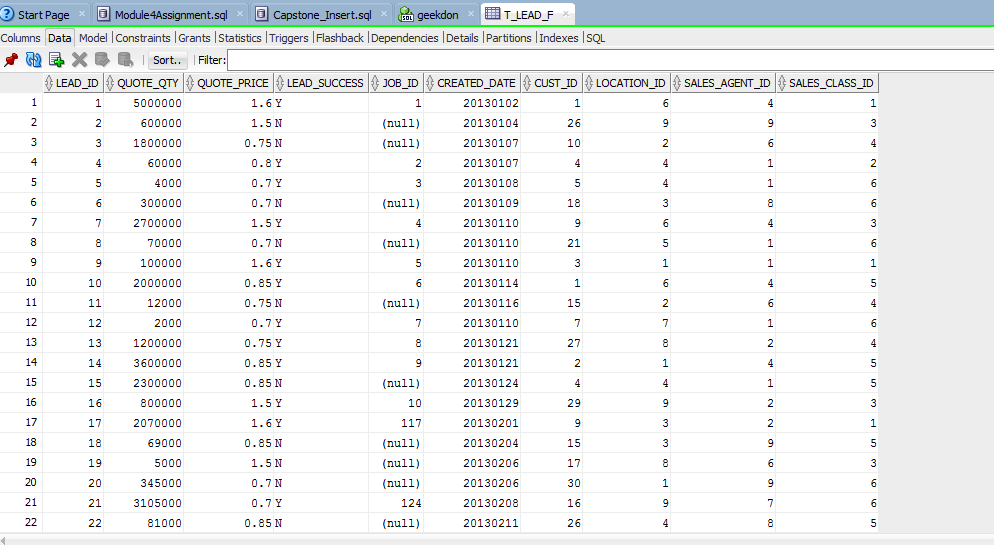 Start Page Module4Assignment.sql Capstone_Insert.sql geekdon T_LEAD_F
Columns Data Model Constraints Grants Statistics Triggers Flashback Dependencies Details Partitions Indexes SQL
Sort.. Filter:
LEAD_ID QUOTE_QTY QUOTE_PRICE LEAD_SUCCESS JOB_ID CREATED_DATE CUST_ID LOCATION_ID SALES_AGENT_ID SALES_CLASS_ID
1 1 5000000 1.6 Y 1 20130102 1 6 4 1
2 2 600000 1.5 N (null) 20130104 26 9 9 3
3 3 1800000 0.75 N (null) 20130107 10 2 6 4
4 4 60000 0.8 Y 2 20130107 4 4 1 2
5 5 4000 0.7 Y 3 20130108 5 4 1 6
6 6 300000 0.7 N (null) 20130109 18 3 8 6
7 7 2700000 1.5 Y 4 20130110 9 6 4 3
8 8 70000 0.7 N (null) 20130110 21 5 1 6
9 9 100000 1.6 Y 5 20130110 3 1 1 1
10 10 2000000 0.85 Y 6 20130114 1 6 4 5
11 11 12000 0.75 N (null) 20130116 15 2 6 4
12 12 2000 0.7 Y 7 20130110 7 7 1 6
13 13 1200000 0.75 Y 8 20130121 27 8 2 4
14 14 3600000 0.85 Y 9 20130121 2 1 4 5
15 15 2300000 0.85 N (null) 20130124 4 4 1 5
16 16 800000 1.5 Y 10 20130129 29 9 2 3
17 17 2070000 1.6 Y 117 20130201 9 3 2 1
18 18 69000 0.85 N (null) 20130204 15 3 9 5
19 19 5000 1.5 N (null) 20130206 17 8 6 3
20 20 345000 0.7 N (null) 20130206 30 1 9 6
21 21 3105000 0.7 Y 124 20130208 16 9 7 6
22 22 81000 0.85 N (null) 20130211 26 4 8 5